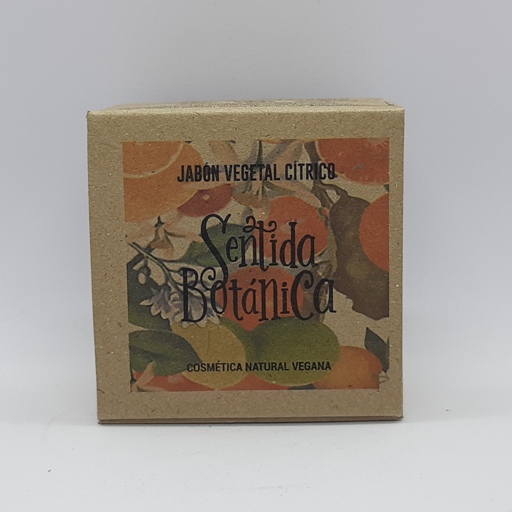 JABÓN VEGETAL CÍTRICO
Sentida
Botánica
COSMÉTICA NATURAL VEGANA